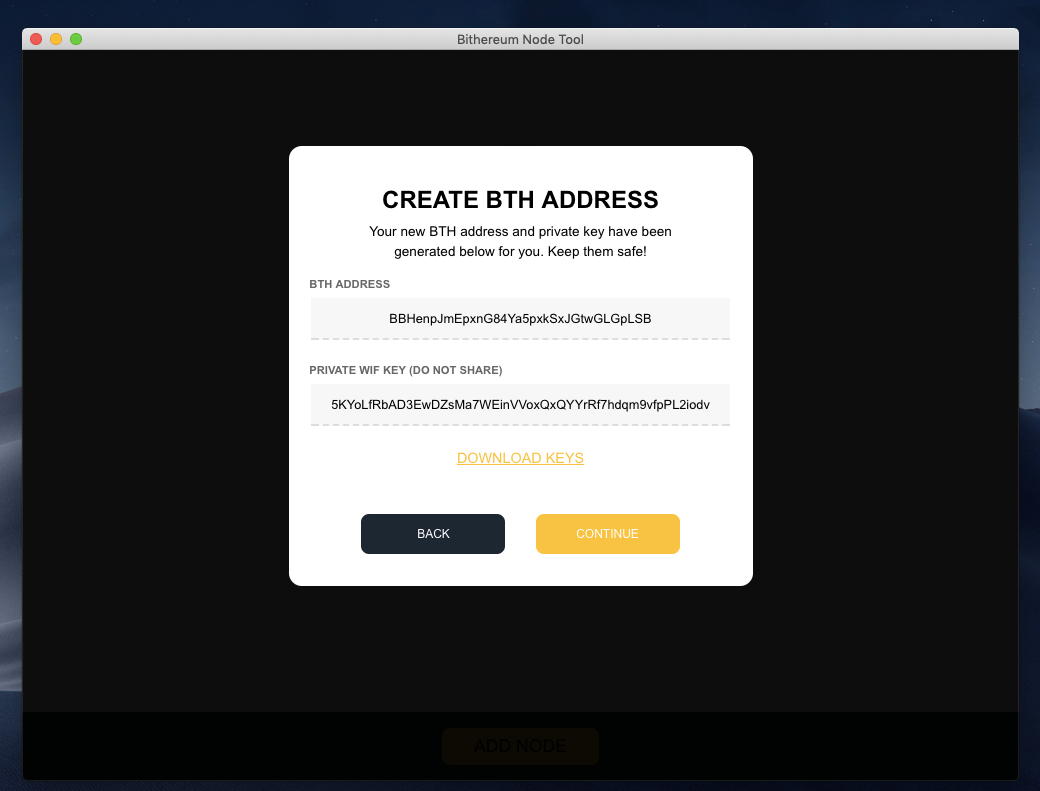 Bithereum Node Tool
CREATE BTH ADDRESS
Your new BTH address and private key have been
generated below for you. Keep them safe!
BTH ADDRESS
BBHenpJmEpxnG84Ya5pxkSxJGtwGLGpLSB
PRIVATE WIF KEY (DO NOT SHARE)
5KYoLfRbAD3EwDZsMa7WEinVVoxQxQYYrRf7hdqm9vfpPL2iodv
DOWNLOAD KEYS
BACK
CONTINUE
ADD NODE